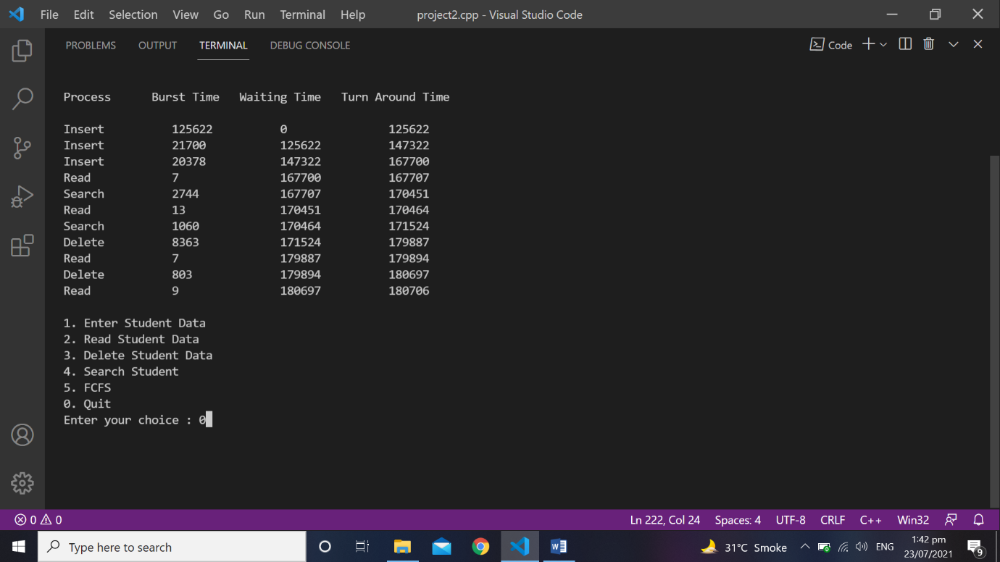 File Edit Selection View Go Run Terminal Help project2.cpp - Visual Studio Code
PROBLEMS OUTPUT TERMINAL DEBUG CONSOLE Code
Process Burst Time Waiting Time Turn Around Time
Insert 125622 0 125622
Insert 21700 125622 147322
Insert 20378 147322 167700
Read 7 167700 167707
Search 2744 167707 170451
Read 13 170451 170464
Search 1060 170464 171524
Delete 8363 171524 179887
Read 7 179887 179894
Delete 803 179894 180697
Read 9 180697 180706
1. Enter Student Data
2. Read Student Data
3. Delete Student Data
4. Search Student
5. FCFS
0. Quit
Enter your choice : 0
0 0 Ln 222, Col 24 Spaces: 4 UTF-8 CRLF C++ Win32
Type here to search 31°C Smoke ENG 1:42 pm
23/07/2021 9